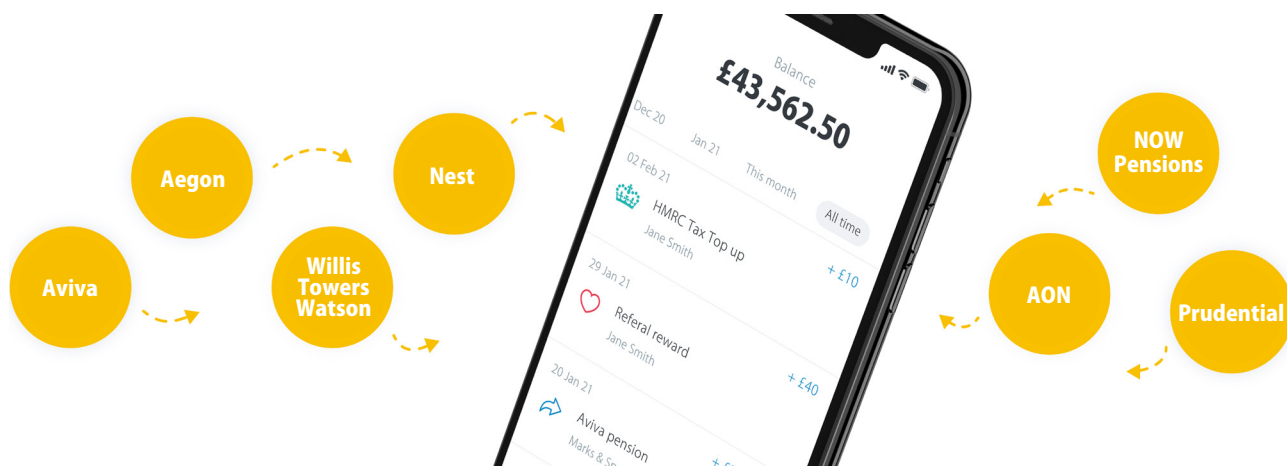 Aviva
Aegon
Willis
Towers
Watson
Nest
Balance
£43,562.50
Dec 20
Jan 21
This month
All time
02 Feb 21
HMRC Tax Top up
+ £10
Jane Smith
29 Jan 21
Referal reward
+ £40
Jane Smith
20 Jan 21
Aviva pension
Marks &
NOW
Pensions
AON
Prudential